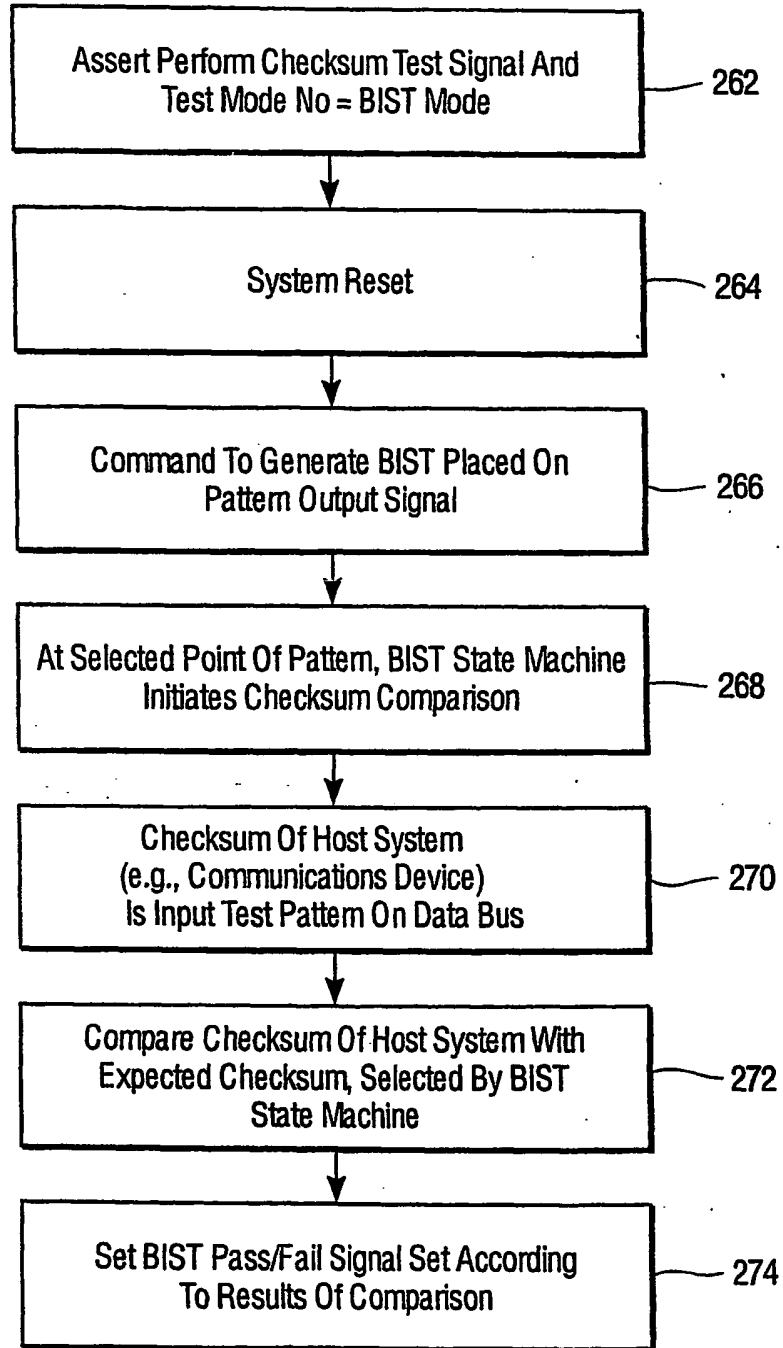 Assert Perform Checksum Test Signal And
Test Mode No = BIST Mode
262
System Reset
264
Command To Generate BIST Placed On
Pattern Output Signal
266
At Selected Point Of Pattern, BIST State Machine
Initiates Checksum Comparison
268
Checksum Of Host System
(e.g., Communications Device)
Is Input Test Pattern On Data Bus
270
Compare Checksum Of Host System With
Expected Checksum, Selected By BIST
State Machine
272
Set BIST Pass/Fail Signal Set According
To Results Of Comparison
274